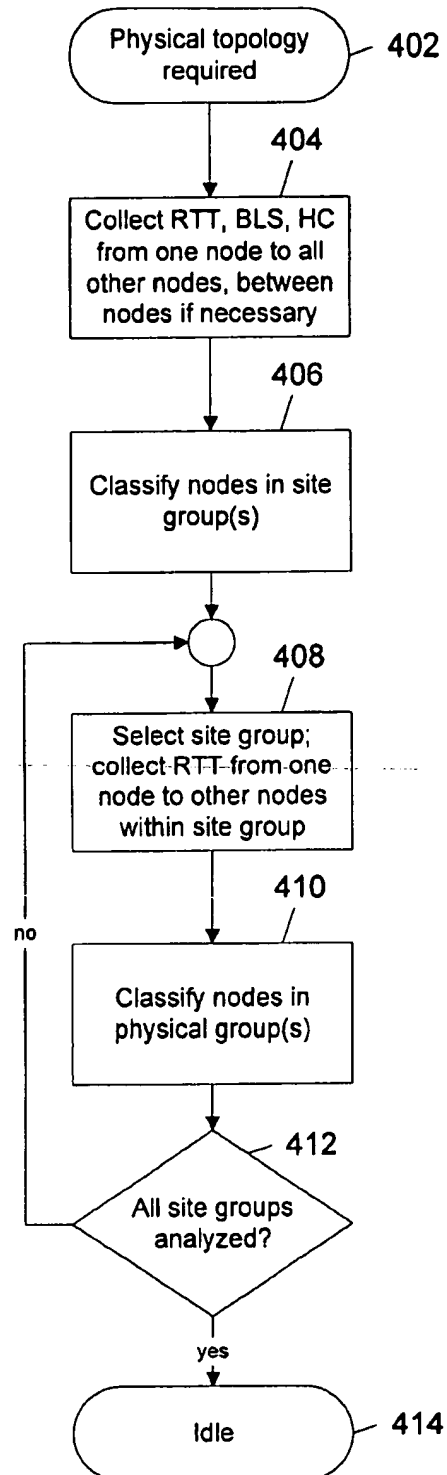 Physical topology
required
402
404
Collect RTT, BLS, HC
from one node to all
other nodes, between
nodes if necessary
406
Classify nodes in site
group(s)
408
Select site group;
collect RTT from one
node to other nodes
within site group
410
Classify nodes in
physical group(s)
no
412
All site groups
analyzed?
yes
Idle
414